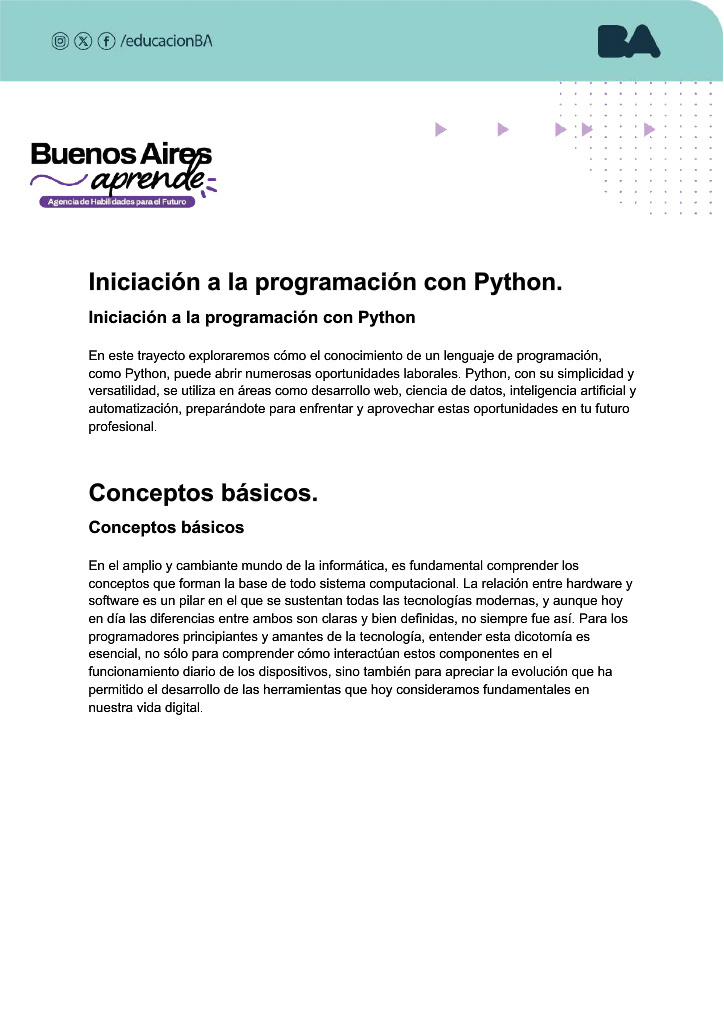 /educacionBA
BA
Buenos Aires
aprende
Agencia de Habilidades para el Futuro
Iniciación a la programación con Python.
Iniciación a la programación con Python
En este trayecto exploraremos cómo el conocimiento de un lenguaje de programación,
como Python, puede abrir numerosas oportunidades laborales. Python, con su simplicidad y
versatilidad, se utiliza en áreas como desarrollo web, ciencia de datos, inteligencia artificial y
automatización, preparándote para enfrentar y aprovechar estas oportunidades en tu futuro
profesional.
Conceptos básicos.
Conceptos básicos
En el amplio y cambiante mundo de la informática, es fundamental comprender los
conceptos que forman la base de todo sistema computacional. La relación entre hardware y
software es un pilar en el que se sustentan todas las tecnologías modernas, y aunque hoy
en día las diferencias entre ambos son claras y bien definidas, no siempre fue así. Para los
programadores principiantes y amantes de la tecnología, entender esta dicotomía es
esencial, no sólo para comprender cómo interactúan estos componentes en el
funcionamiento diario de los dispositivos, sino también para apreciar la evolución que ha
permitido el desarrollo de las herramientas que hoy consideramos fundamentales en
nuestra vida digital.